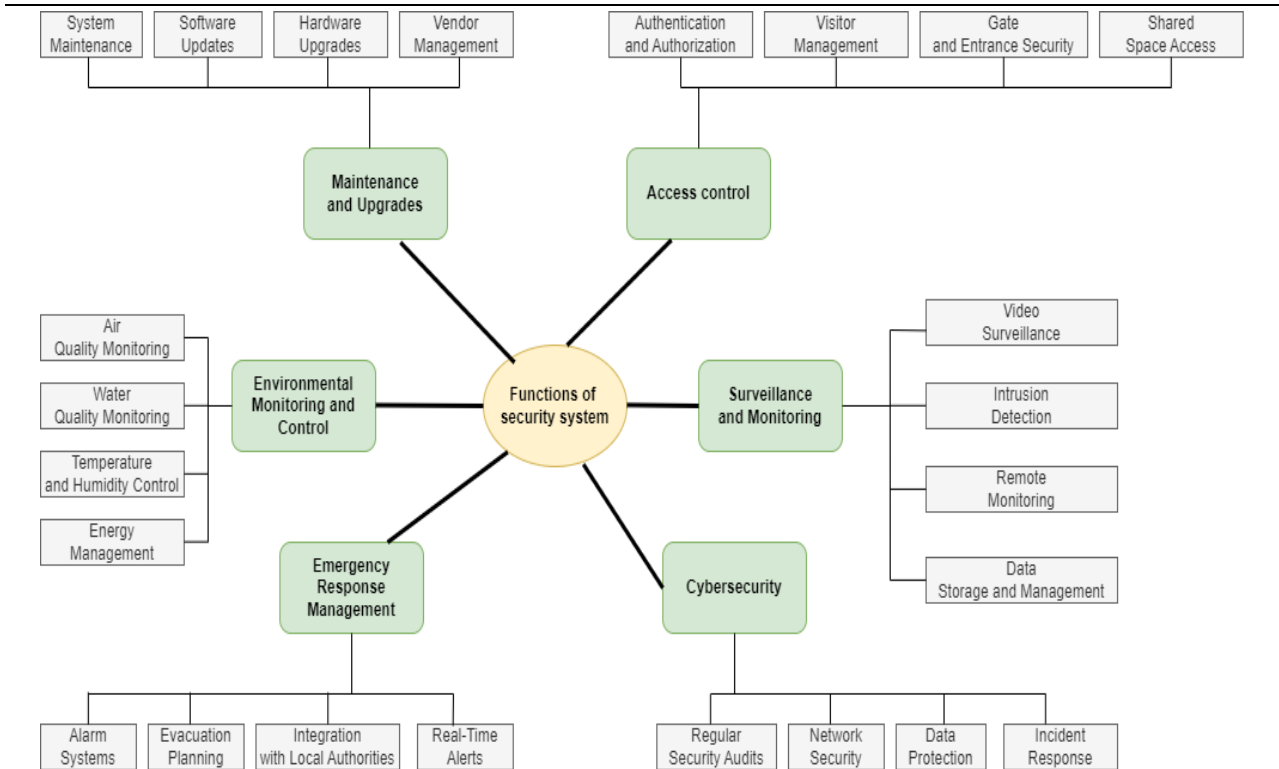 System
Maintenance
Software
Updates
Hardware
Upgrades
Vendor
Management
Authentication
and Authorization
Visitor
Management
Gate
and Entrance Security
Shared
Space Access
Maintenance
and Upgrades
Access control
Air
Quality Monitoring
Water
Quality Monitoring
Temperature
and Humidity Control
Energy
Management
Environmental
Monitoring and
Control
Functions of
security system
Surveillance
and Monitoring
Video
Surveillance
Intrusion
Detection
Remote
Monitoring
Data
Storage and Management
Emergency
Response
Management
Cybersecurity
Alarm
Systems
Evacuation
Planning
Integration
with Local Authorities
Real-Time
Alerts
Regular
Security Audits
Network
Security
Data
Protection
Incident
Response